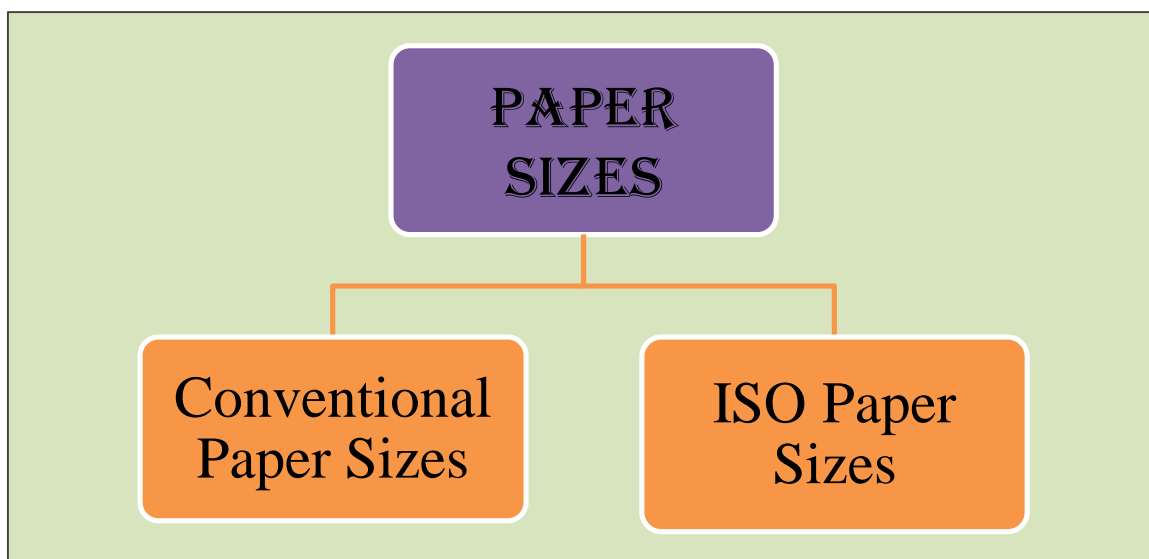 PAPER
SIZES
Conventional
Paper Sizes
ISO Paper
Sizes